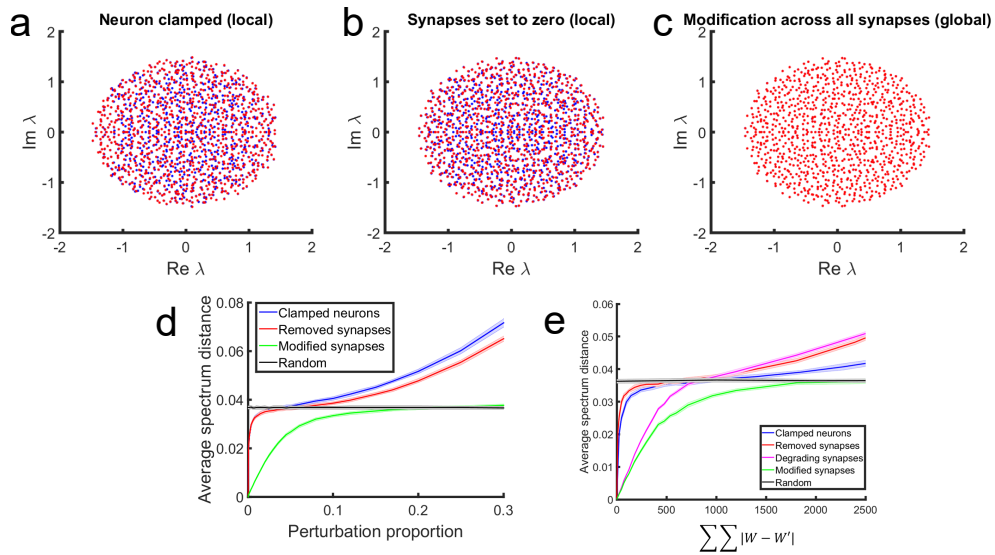 a
Neuron clamped (local)
2
1
0
-1
-2
Im λ
-2
-1
0
1
2
Re λ
b
Synapses set to zero (local)
2
1
0
-1
-2
Im λ
-2
-1
0
1
2
Re λ
c
Modification across all synapses (global)
2
1
0
-1
-2
Im λ
-2
-1
0
1
2
Re λ
d
Average spectrum distance
0.08
0.06
0.04
0.02
0
Clamped neurons
Removed synapses
Modified synapses
Random
0
0.1
0.2
0.3
Perturbation proportion
e
Average spectrum distance
0.06
0.05
0.04
0.03
0.02
0.01
0
Clamped neurons
Removed synapses
Degrading synapses
Modified synapses
Random
0
500
1000
1500
2000
2500
∑∑|W − W′|